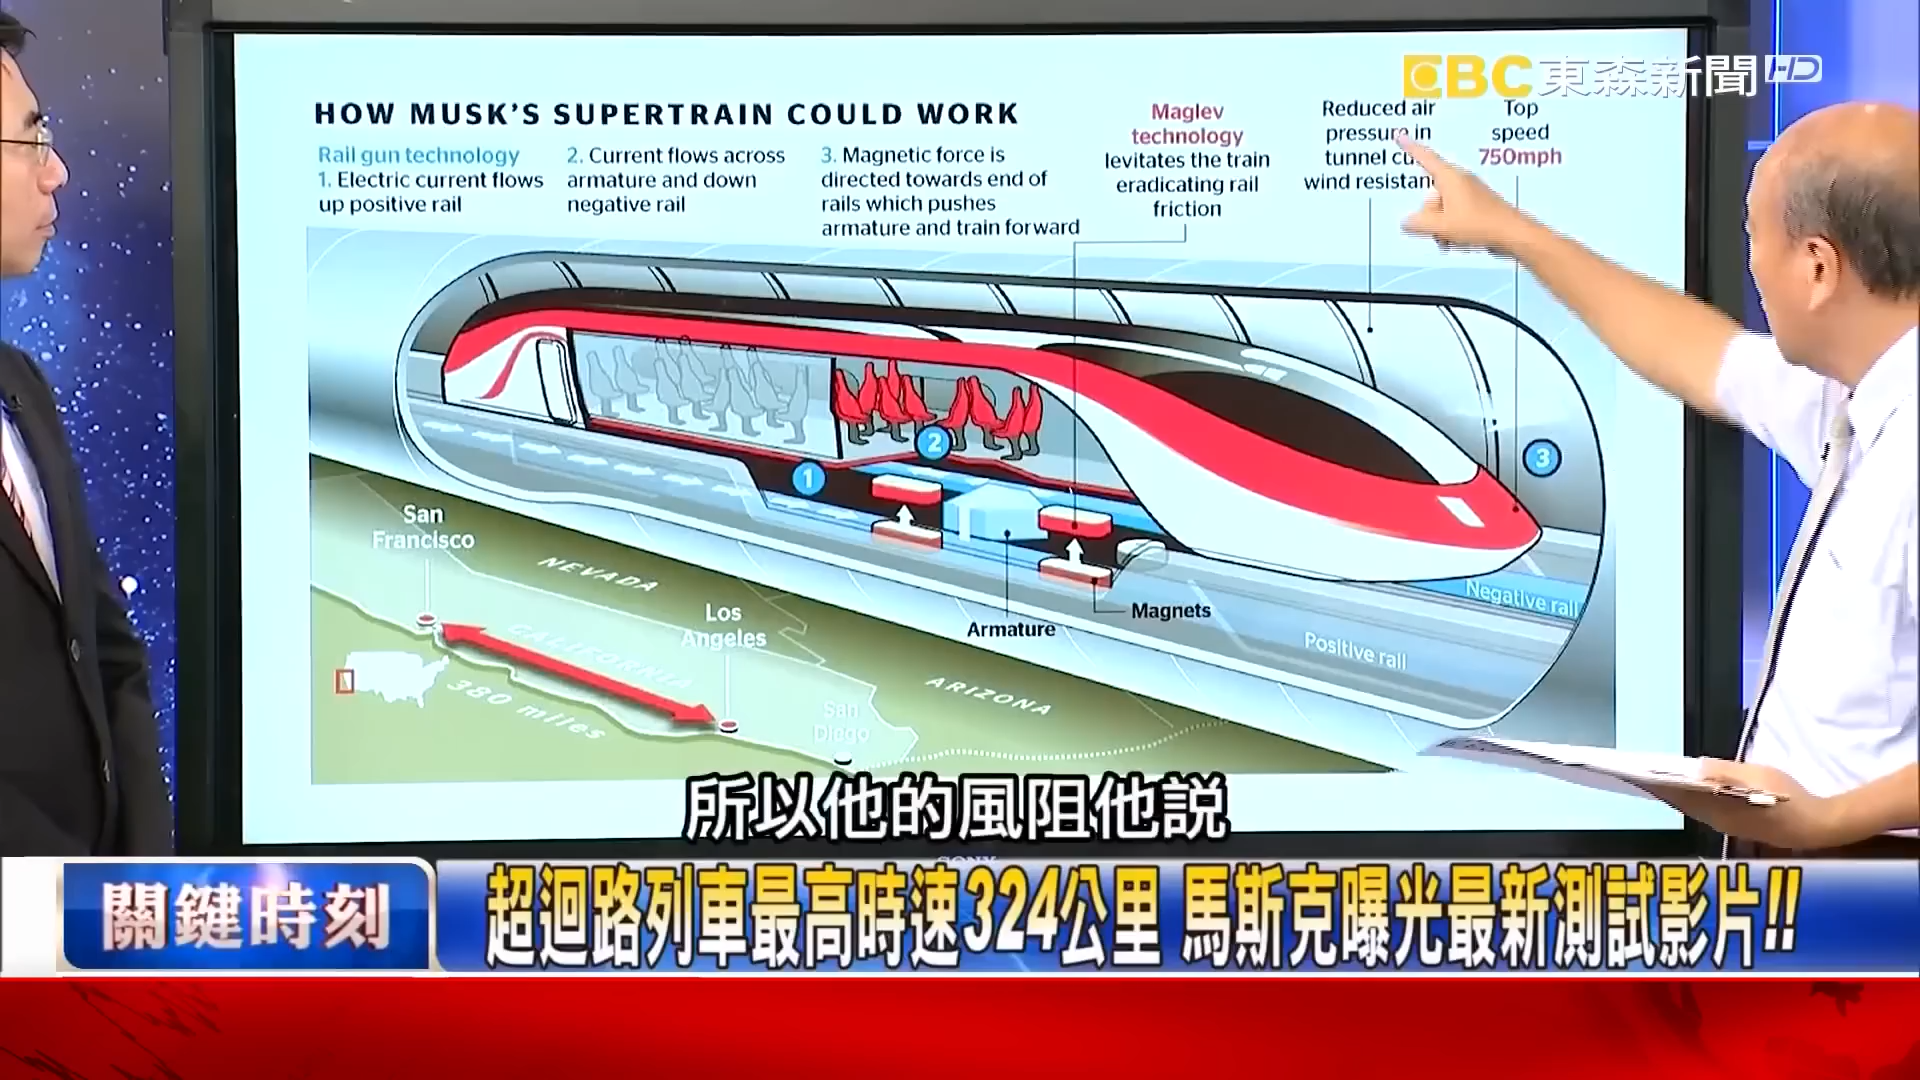 EBC 東森新聞 HD
HOW MUSK'S SUPERTRAIN COULD WORK
Rail gun technology
1. Electric current flows
up positive rail
2. Current flows across
armature and down
negative rail
3. Magnetic force is
directed towards end of
rails which pushes
armature and train forward
Maglev
technology
levitates the train
eradicating rail
friction
Reduced air
pressure in
tunnel
wind
Top
speed
750mph
1
2
3
San
Francisco
NEVADA
Los
Angeles
CALIFORNIA
380 miles
ARIZONA
San
Diego
Armature
Magnets
Negative rail
Positive rail
所以他的風阻他説
SONY
關鍵時刻
超迴路列車最高時速324公里 馬斯克曝光最新測試影片!!